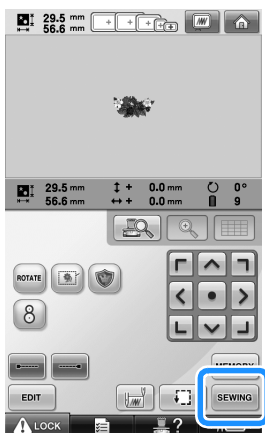 29.5 mm
56.6 mm
29.5 mm + 0.0 mm 0°
56.6 mm + 0.0 mm 9
ROTATE
8
MEMORY
EDIT
SEWING
LOCK
?